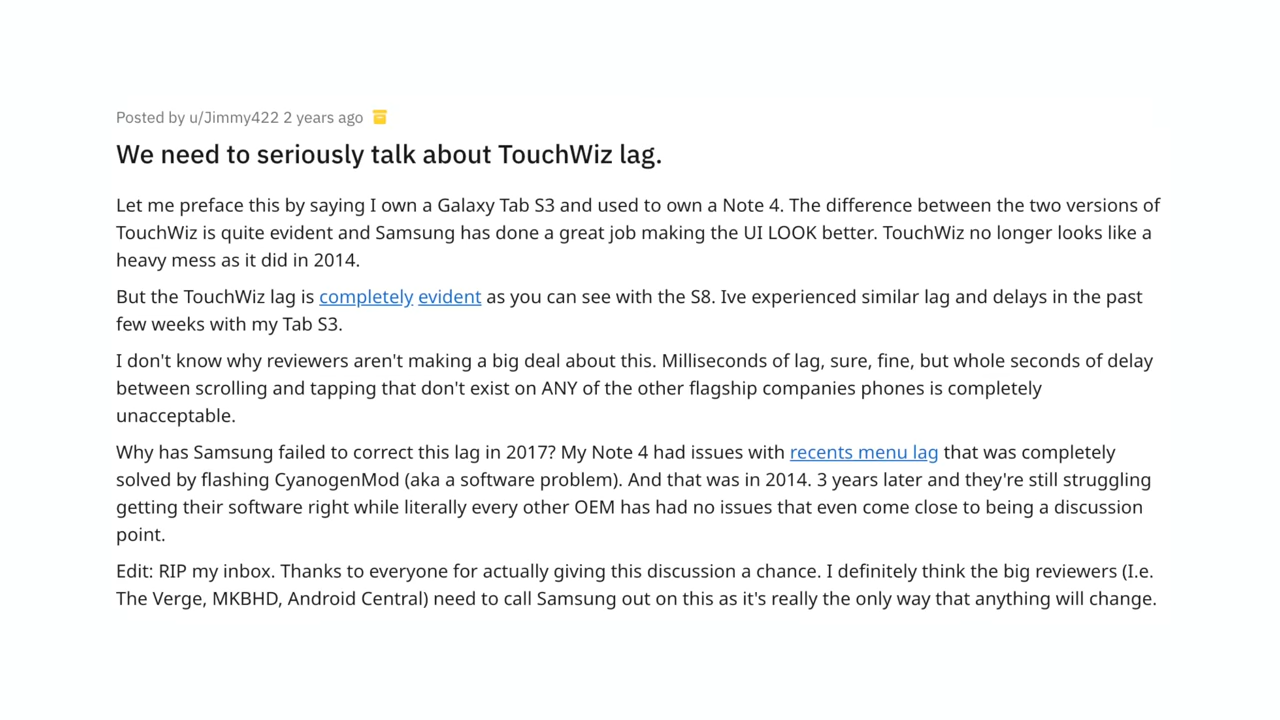 Posted by u/Jimmy422 2 years ago
We need to seriously talk about TouchWiz lag.
Let me preface this by saying I own a Galaxy Tab S3 and used to own a Note 4. The difference between the two versions of
TouchWiz is quite evident and Samsung has done a great job making the UI LOOK better. TouchWiz no longer looks like a
heavy mess as it did in 2014.
But the TouchWiz lag is completely evident as you can see with the S8. Ive experienced similar lag and delays in the past
few weeks with my Tab S3.
I don't know why reviewers aren't making a big deal about this. Milliseconds of lag, sure, fine, but whole seconds of delay
between scrolling and tapping that don't exist on ANY of the other flagship companies phones is completely
unacceptable.
Why has Samsung failed to correct this lag in 2017? My Note 4 had issues with recents menu lag that was completely
solved by flashing CyanogenMod (aka a software problem). And that was in 2014. 3 years later and they're still struggling
getting their software right while literally every other OEM has had no issues that even come close to being a discussion
point.
Edit: RIP my inbox. Thanks to everyone for actually giving this discussion a chance. I definitely think the big reviewers (I.e.
The Verge, MKBHD, Android Central) need to call Samsung out on this as it's really the only way that anything will change.